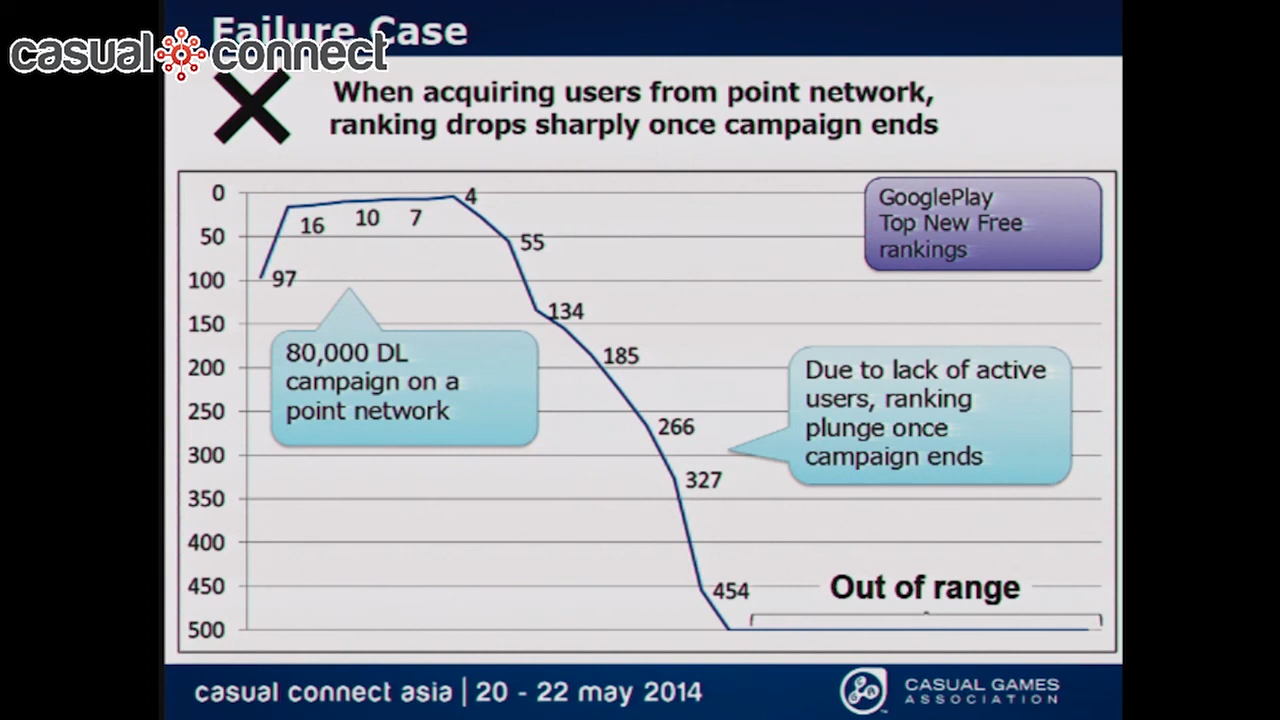 Failure Case
casual connect
When acquiring users from point network,
ranking drops sharply once campaign ends
0
50
100
150
200
250
300
350
400
450
500
97
16
10
7
4
55
134
185
266
327
454
GooglePlay
Top New Free
rankings
80,000 DL
campaign on a
point network
Due to lack of active
users, ranking
plunge once
campaign ends
Out of range
casual connect asia | 20 - 22 may 2014
CASUAL GAMES
ASSOCIATION